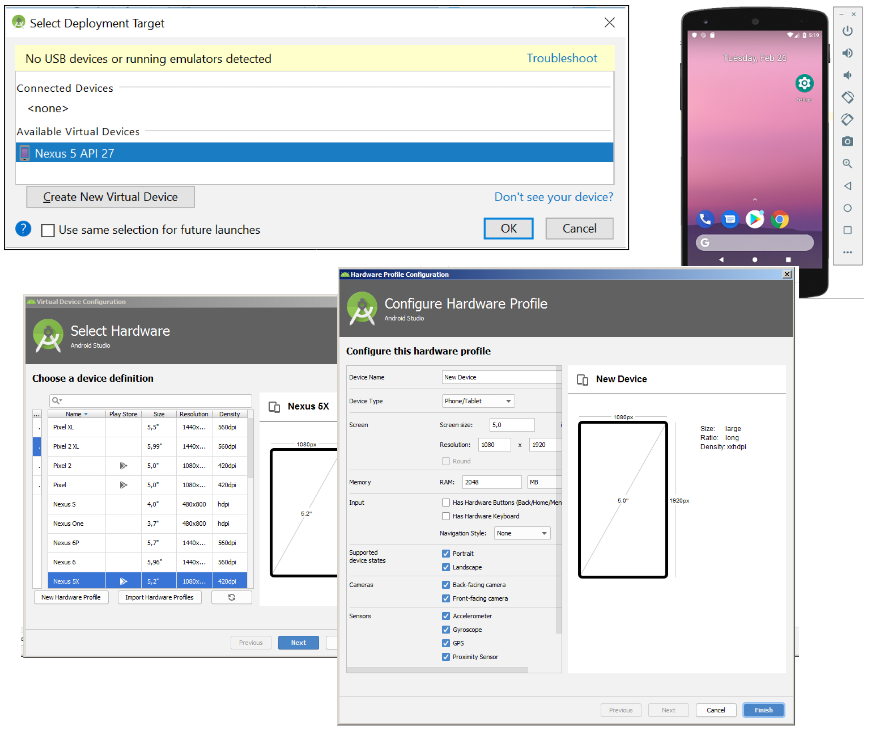 Select Deployment Target
No USB devices or running emulators detected Troubleshoot
Connected Devices
<none>
Available Virtual Devices
Nexus 5 API 27
Create New Virtual Device Don't see your device?
Use same selection for future launches OK Cancel
5:19
Tuesday, Feb
G
Virtual Device Configuration
Select Hardware
Android Studio
Choose a device definition
... Name Play Store Size Resolution Density
Pixel XL 5,5" 1440x... 560dpi
Pixel 2 XL 5,99" 1440x... 560dpi
Pixel 2 5,0" 1080x... 420dpi
Pixel 5,0" 1080x... 420dpi
Nexus S 4,0" 480x800 hdpi
Nexus One 3,7" 480x800 hdpi
Nexus 6P 5,7" 1440x... 560dpi
Nexus 6 5,96" 1440x... 560dpi
Nexus 5X 5,2" 1080x... 420dpi
New Hardware Profile Import Hardware Profiles
Nexus 5X
1080px
5.2"
Previous Next
Hardware Profile Configuration
Configure Hardware Profile
Android Studio
Configure this hardware profile
Device Name New Device
Device Type Phone/Tablet
Screen Screen size: 5,0
Resolution: 1080 x 1920
Round
Memory RAM: 2048 MB
Input Has Hardware Buttons (Back/Home/Men
Has Hardware Keyboard
Navigation Style: None
Supported
device states
Portrait
Landscape
Cameras Back-facing camera
Front-facing camera
Sensors Accelerometer
Gyroscope
GPS
Proximity Sensor
New Device
1080px
5.0"
1920px
Size: large
Ratio: long
Density: xxhdpi
Previous Next Cancel Finish